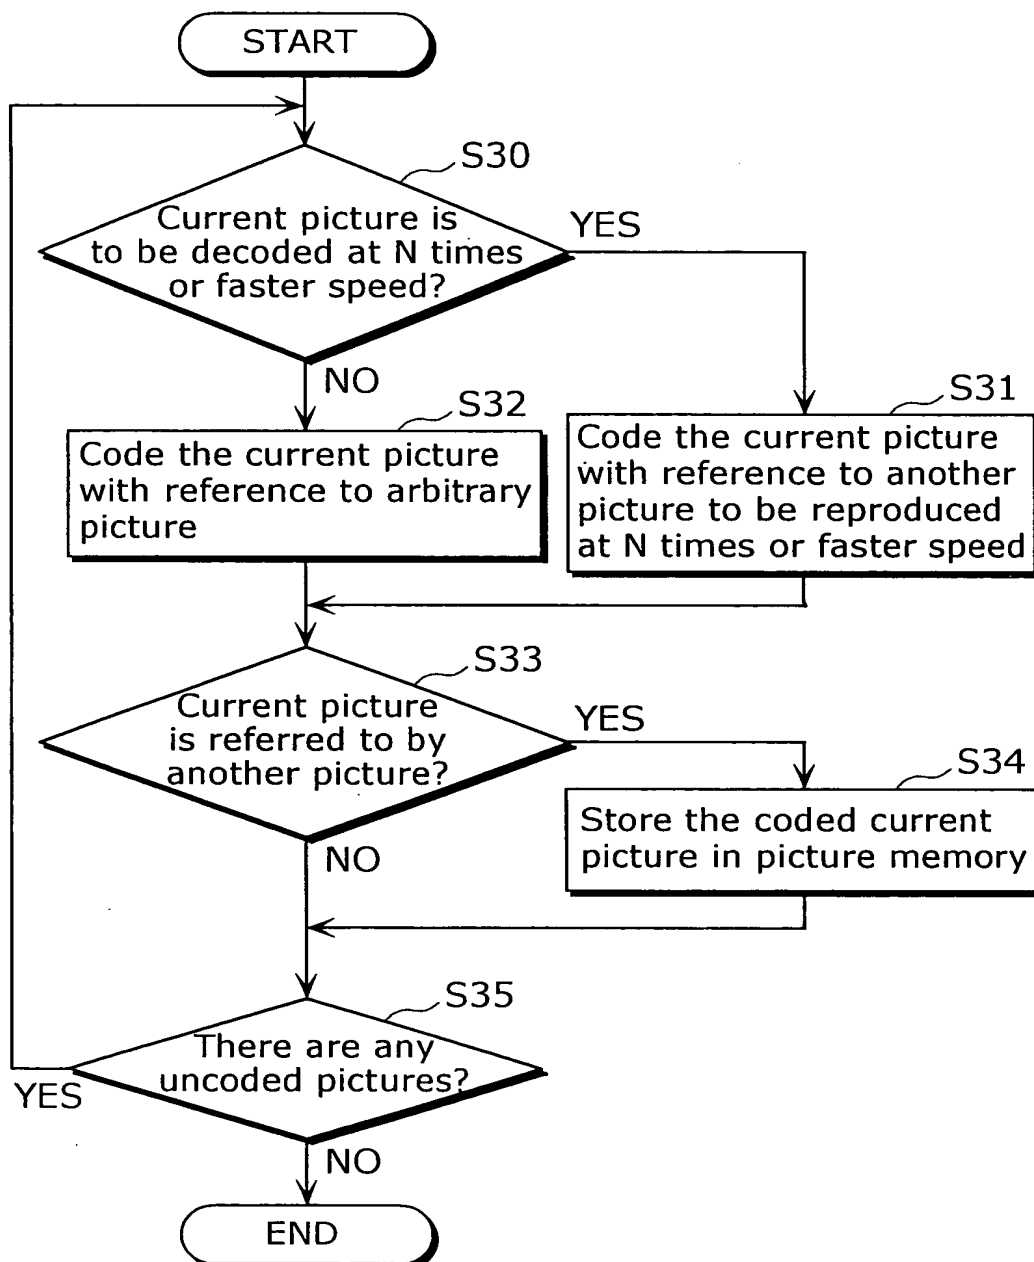 START
S30
Current picture is
to be decoded at N times
or faster speed?
YES
NO
S32
Code the current picture
with reference to arbitrary
picture
S31
Code the current picture
with reference to another
picture to be reproduced
at N times or faster speed
S33
Current picture
is referred to by
another picture?
YES
NO
S34
Store the coded current
picture in picture memory
S35
There are any
uncoded pictures?
YES
NO
END